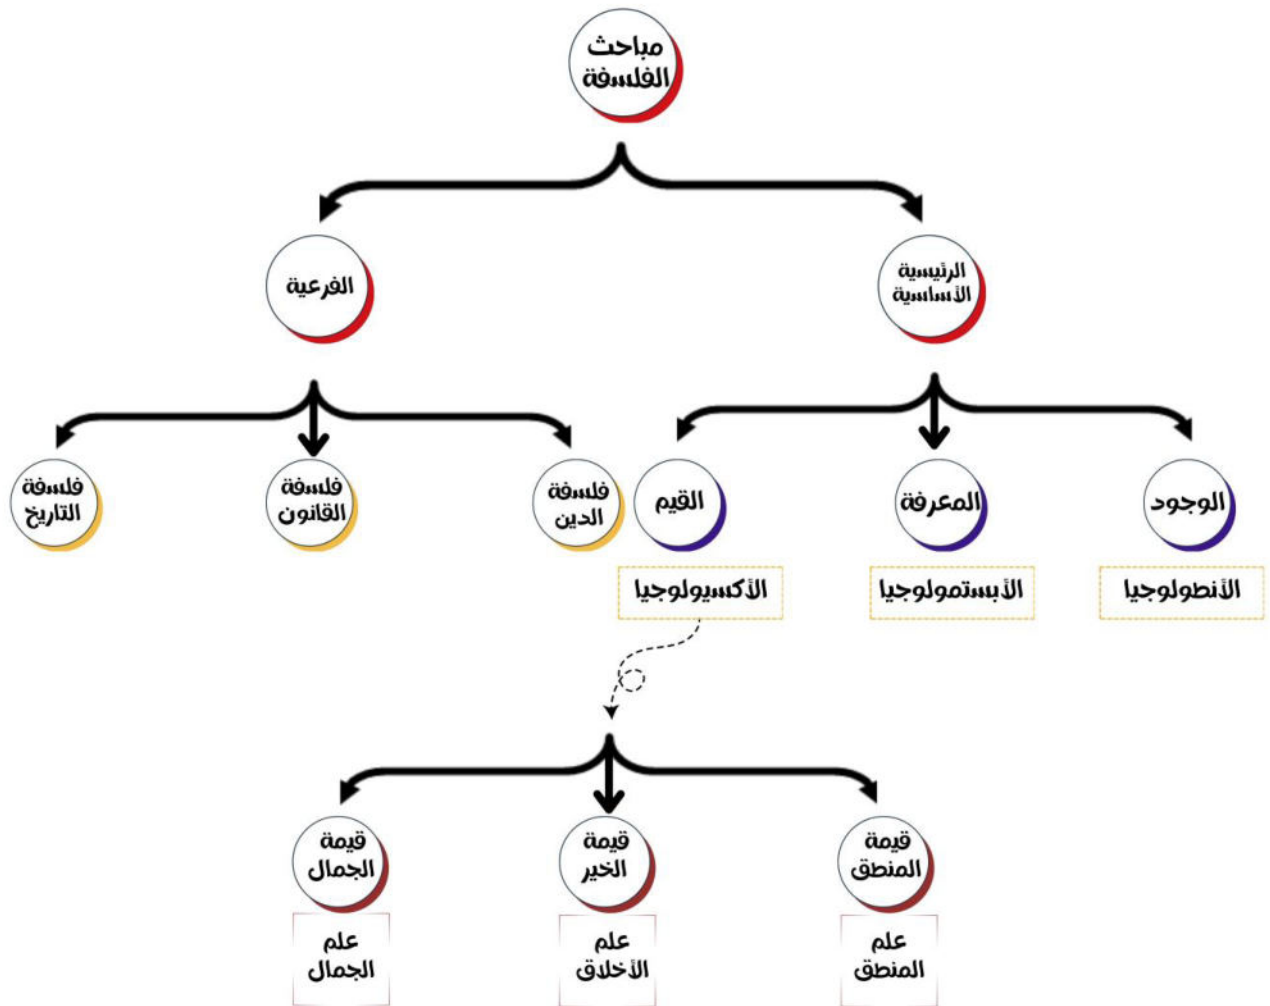 مباحث
الفلسفة
الرئيسية
الأساسية
الفرعية
الوجود
المعرفة
القيم
فلسفة
الدين
فلسفة
القانون
فلسفة
التاريخ
الأنطولوجيا
الأبستمولوجيا
الأكسيولوجيا
قيمة
المنطق
قيمة
الخير
قيمة
الجمال
علم
المنطق
علم
الأخلاق
علم
الجمال